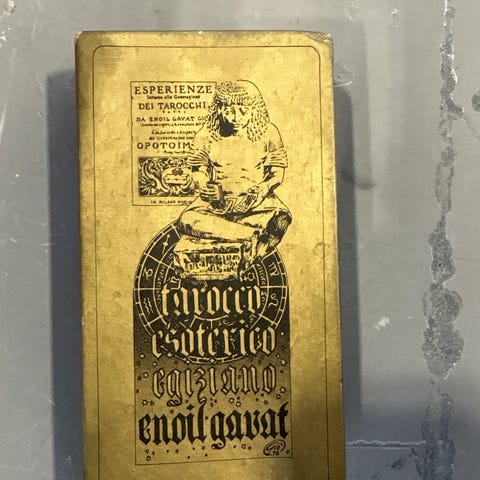 ESPERIENZE
DEI TAROCCHI
DA ENOIL GAVAT
OPOTOIM
IN MILANO
tarocco
esoterico
egiziano
enoil gavat